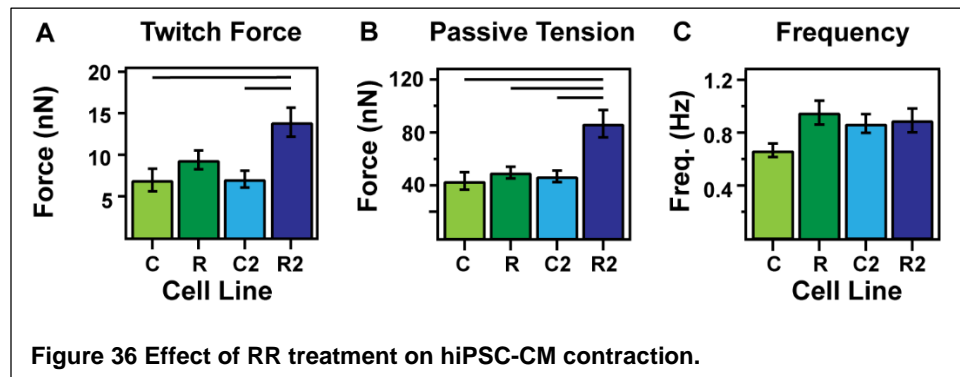 A Twitch Force
Force (nN)
20
15
10
5
C R C2 R2
Cell Line
B Passive Tension
Force (nN)
120
80
40
C R C2 R2
C Frequency
Freq. (Hz)
1.2
0.8
0.4
C R C2 R2
Cell Line
Figure 36 Effect of RR treatment on hiPSC-CM contraction.